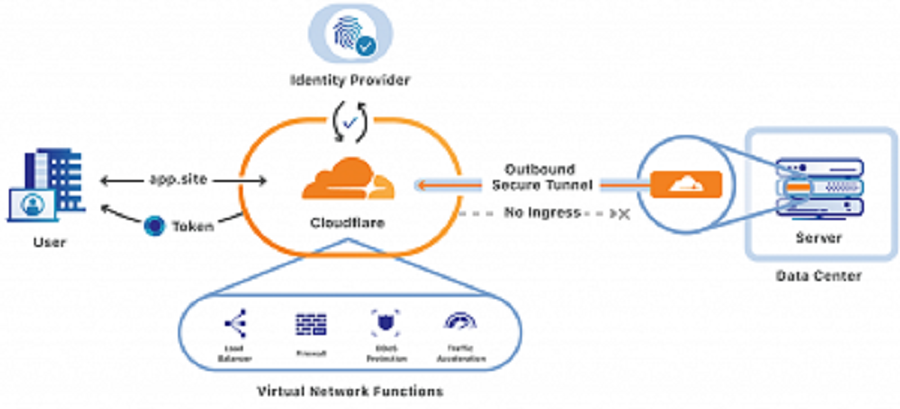 Identity Provider
app.site
Token
User
Cloudflare
Outbound
Secure Tunnel
No Ingress
Server
Data Center
Load
Balancer
Firewall
DDoS
Protection
Traffic
Acceleration
Virtual Network Functions